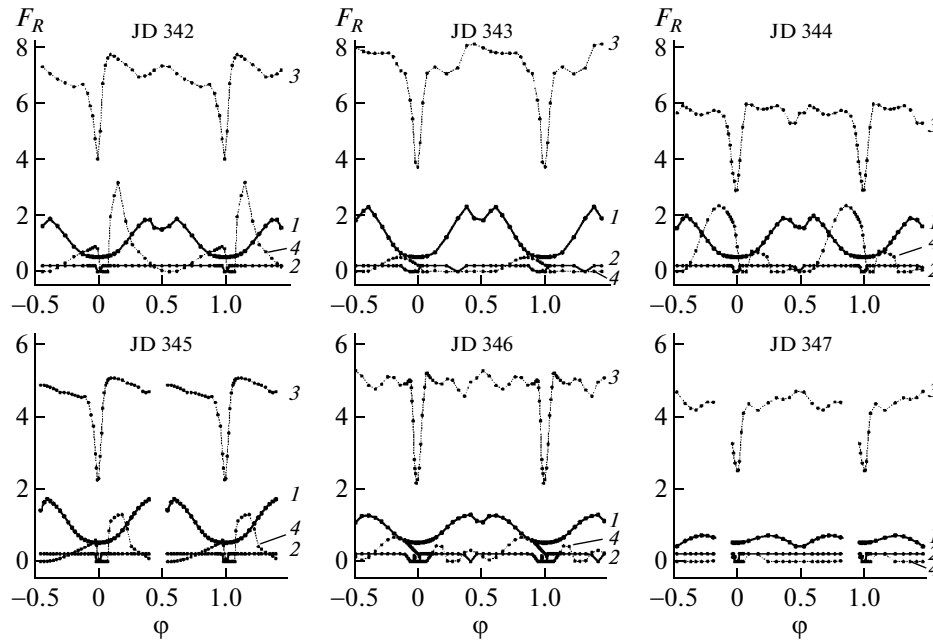 F_R JD 342 JD 343 F_R JD 344
8 8 8
3 3
6 6 6 3
4 4 4
2 1 2 1 2 1
4 2 4
0 2 0 4 0 2
−0.5 0 0.5 1.0 −0.5 0 0.5 1.0 −0.5 0 0.5 1.0
F_R JD 345 JD 346 JD 347
6 6 6
3 3 3
4 4 4
2 1 2 2
4 1 1
2 4 2
0 0 2 0 4
−0.5 0 0.5 1.0 −0.5 0 0.5 1.0 −0.5 0 0.5 1.0
φ φ φ